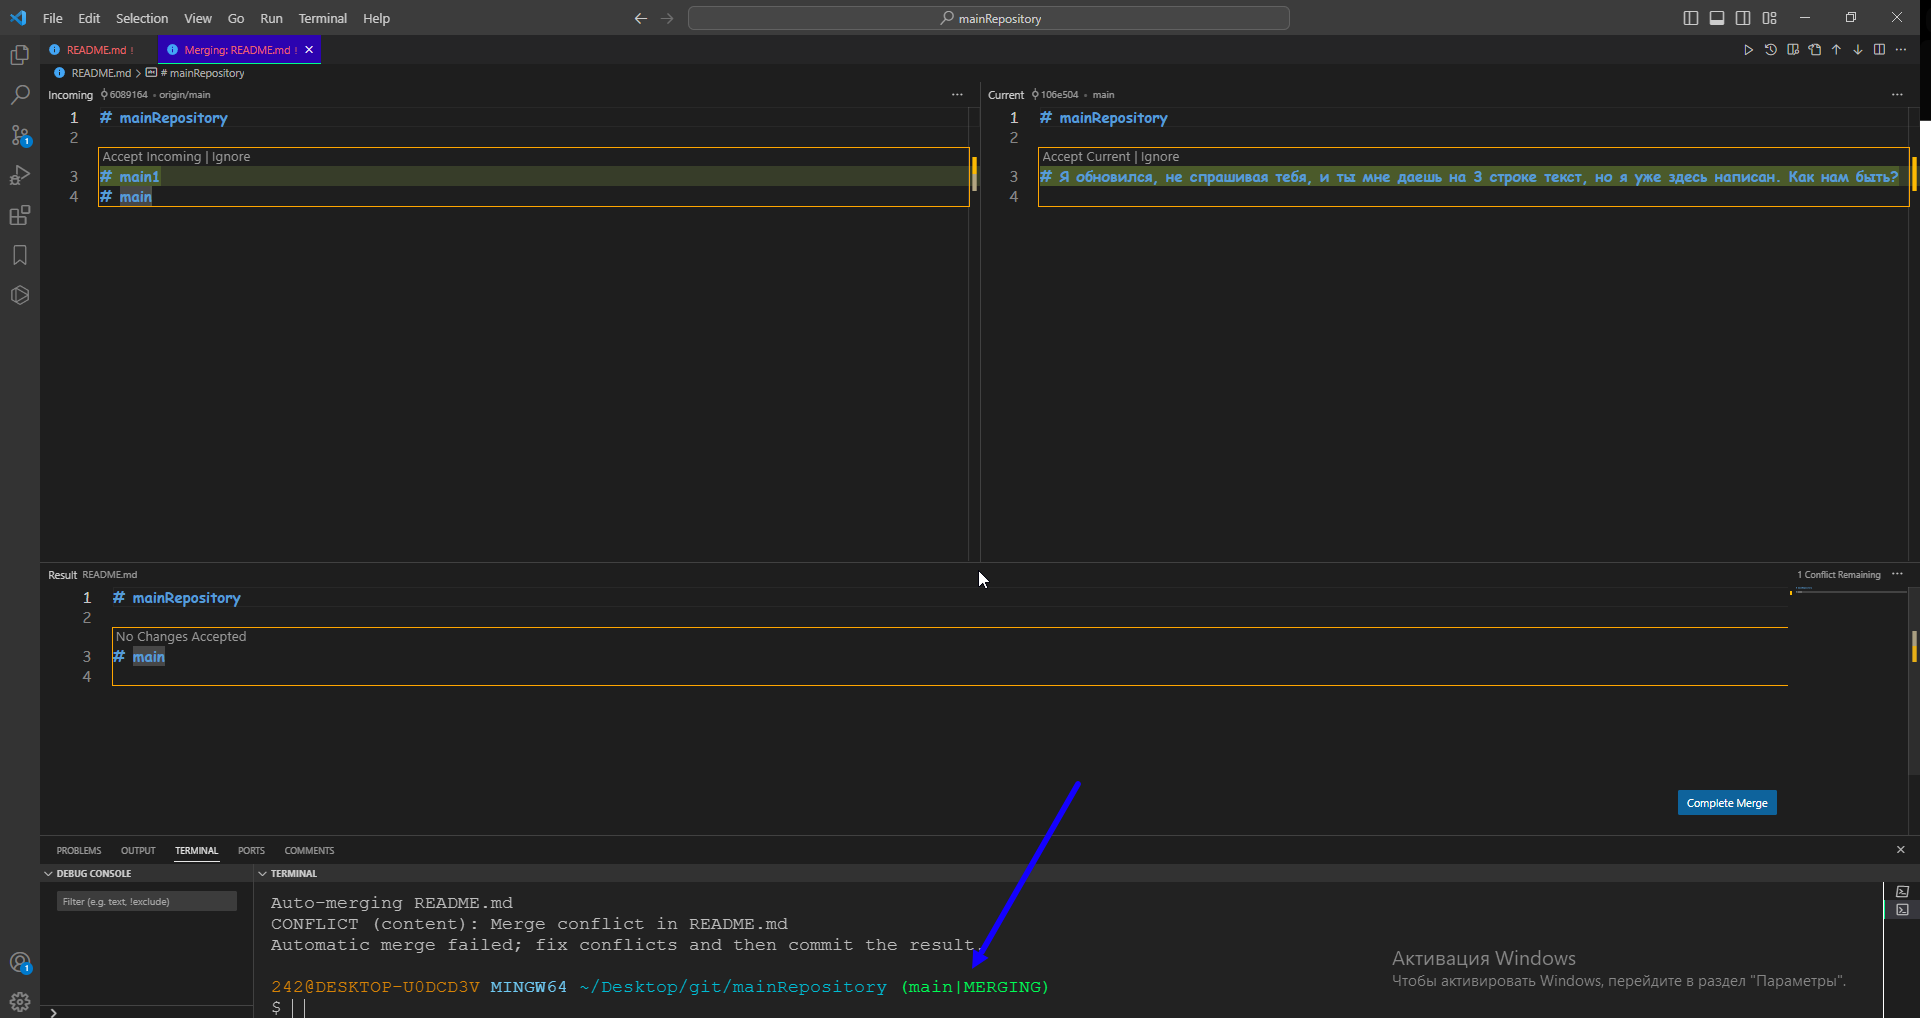 File Edit Selection View Go Run Terminal Help
mainRepository
README.md ! Merging: README.md !
README.md > # mainRepository
Incoming 6089164 • origin/main
1 # mainRepository
2
Accept Incoming | Ignore
3 # main1
4 # main
Current 106e504 • main
1 # mainRepository
2
Accept Current | Ignore
3 # Я обновился, не спрашивая тебя, и ты мне даешь на 3 строке текст, но я уже здесь написан. Как нам быть?
4
Result README.md
1 Conflict Remaining
1 # mainRepository
2
No Changes Accepted
3 # main
4
Complete Merge
PROBLEMS OUTPUT TERMINAL PORTS COMMENTS
DEBUG CONSOLE
Filter (e.g. text, !exclude)
TERMINAL
Auto-merging README.md
CONFLICT (content): Merge conflict in README.md
Automatic merge failed; fix conflicts and then commit the result.
242@DESKTOP-U0DCD3V MINGW64 ~/Desktop/git/mainRepository (main|MERGING)
$
Активация Windows
Чтобы активировать Windows, перейдите в раздел "Параметры".
1
1